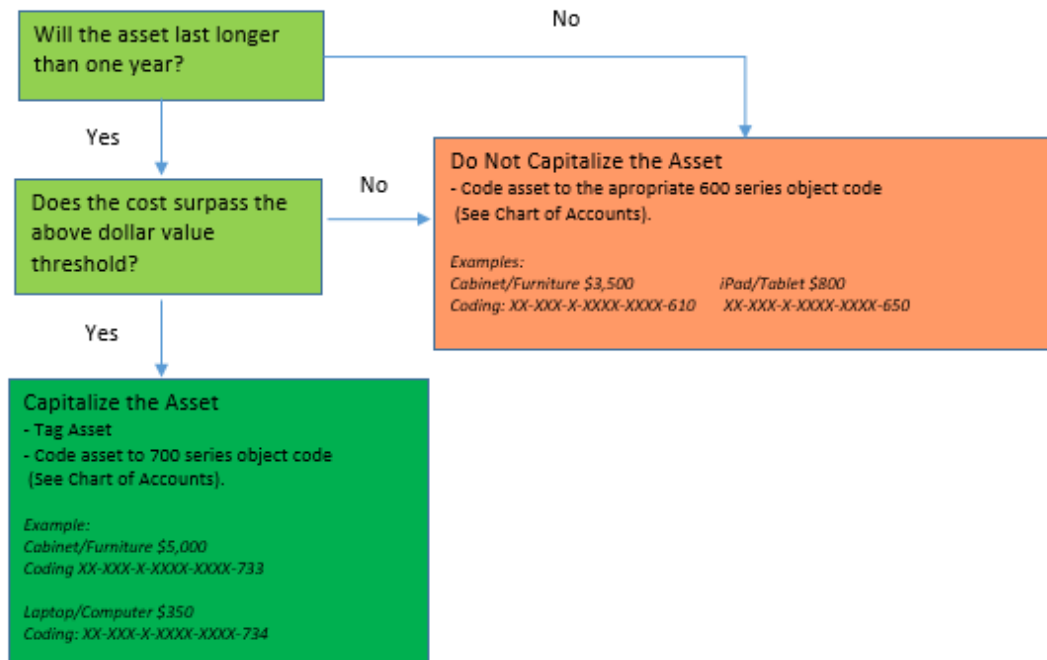 No
Will the asset last longer
than one year?
Yes
No
Do Not Capitalize the Asset
- Code asset to the apropriate 600 series object code
(See Chart of Accounts).
Examples:
Cabinet/Furniture $3,500 iPad/Tablet $800
Coding: XX-XXX-X-XXXX-XXXX-610 XX-XXX-X-XXXX-XXXX-650
Does the cost surpass the
above dollar value
threshold?
Yes
Capitalize the Asset
- Tag Asset
- Code asset to 700 series object code
(See Chart of Accounts).
Example:
Cabinet/Furniture $5,000
Coding XX-XXX-X-XXXX-XXXX-733
Laptop/Computer $350
Coding: XX-XXX-X-XXXX-XXXX-734